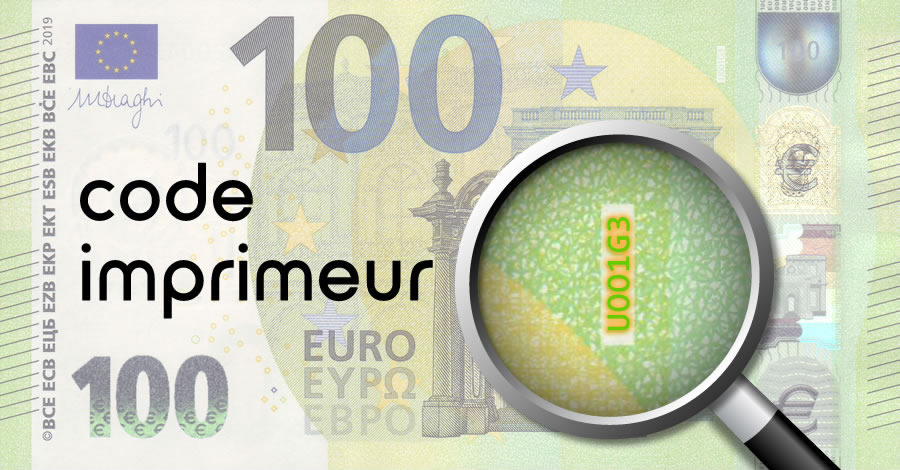 100
Mdraghi
100
100
code
imprimeur
U001G3
100
EURO
ΕΥΡΩ
ЕВРО
©BCE ECB ЕЦБ EZB EKP EKT ESB EKB BĊE EBC 2019